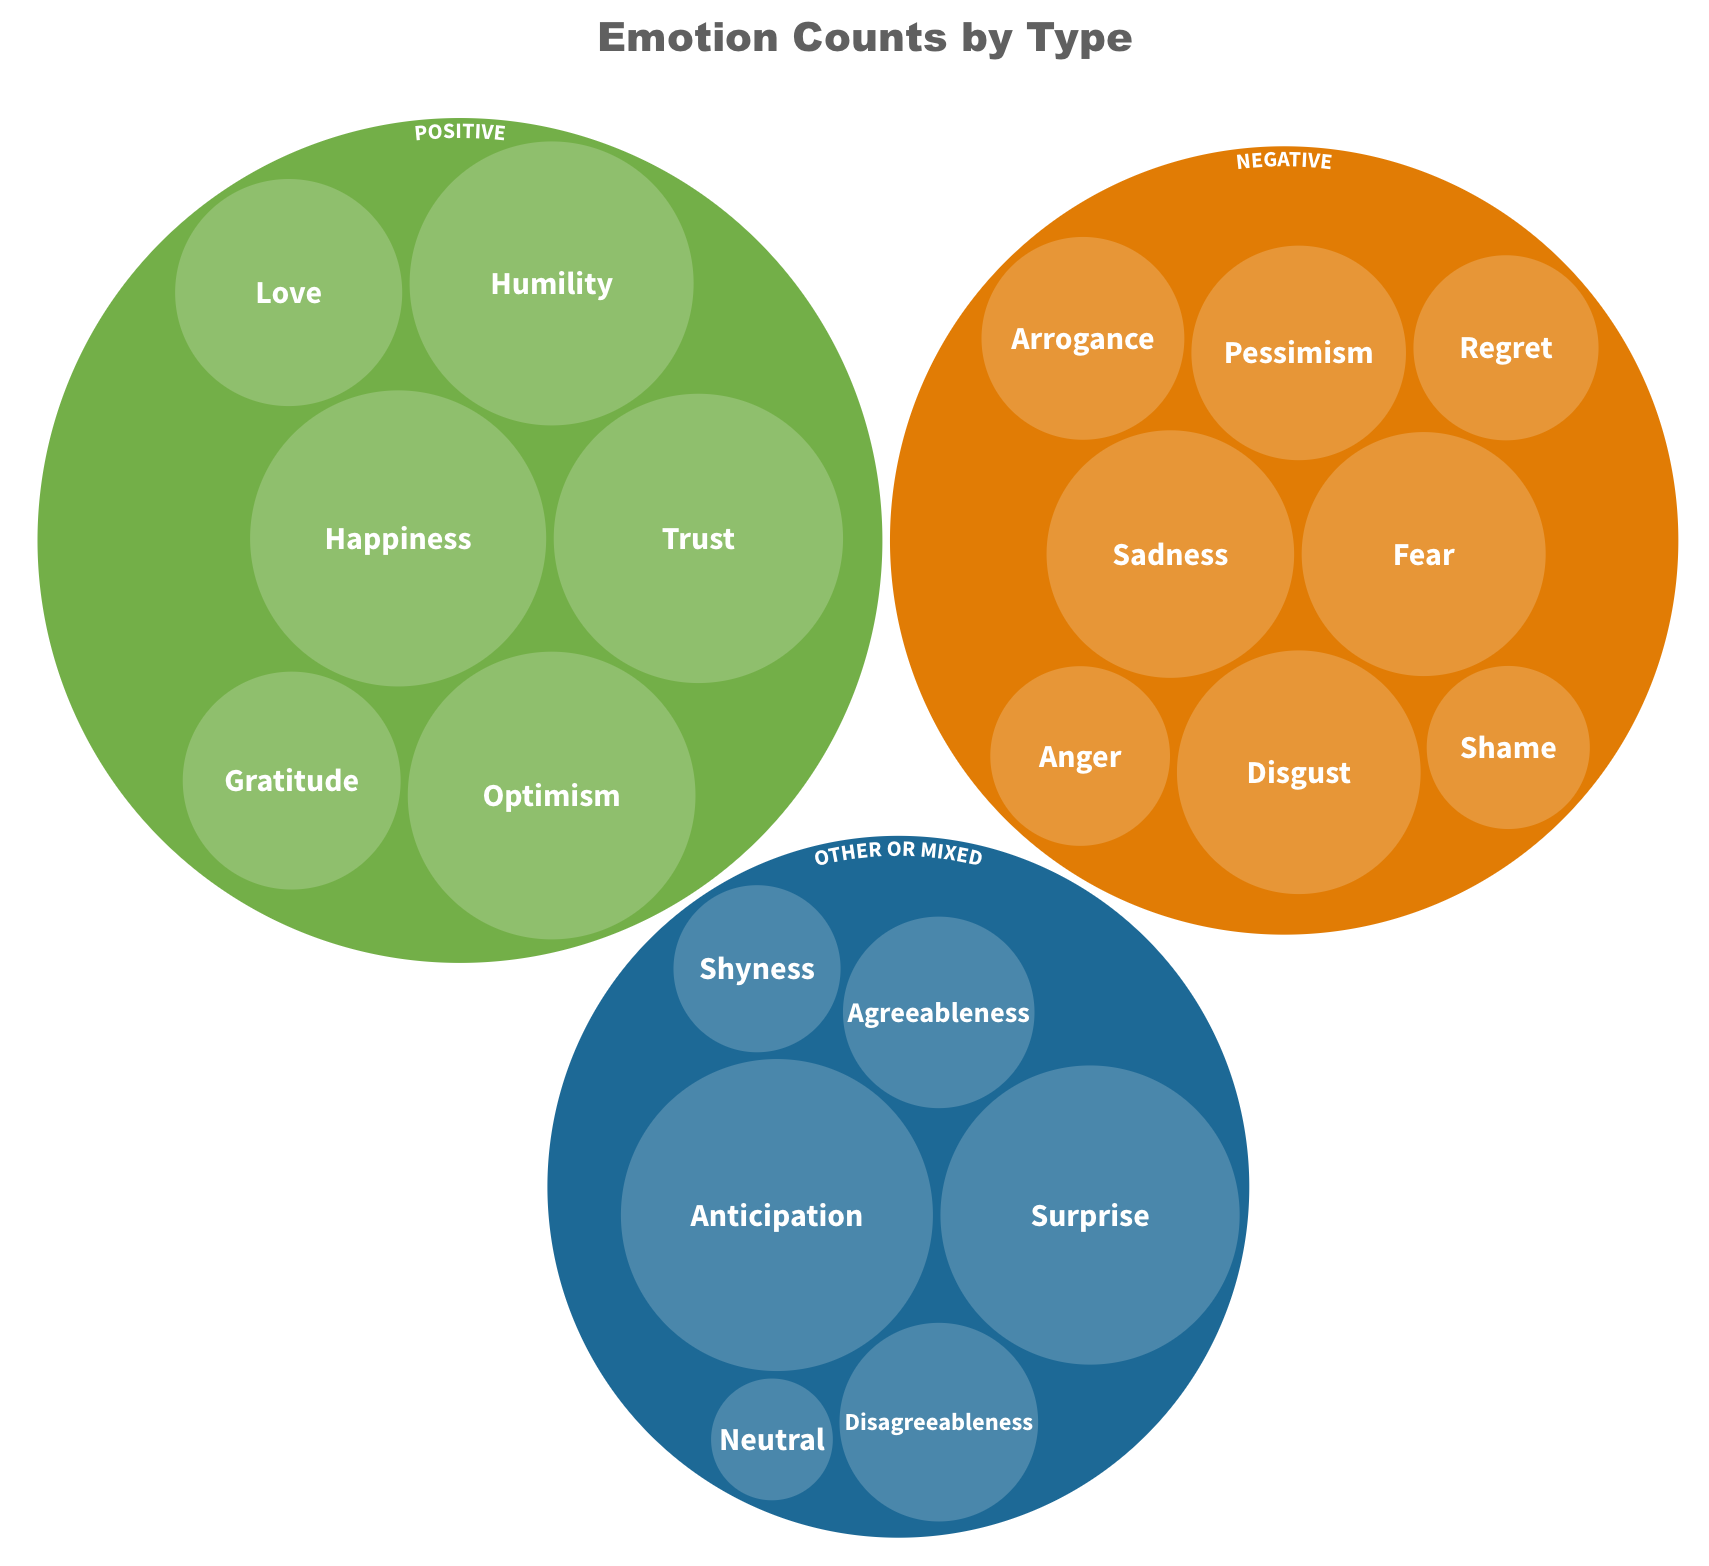 Emotion Counts by Type
POSITIVE
Love
Humility
Happiness
Trust
Gratitude
Optimism
NEGATIVE
Arrogance
Pessimism
Regret
Sadness
Fear
Anger
Disgust
Shame
OTHER OR MIXED
Shyness
Agreeableness
Anticipation
Surprise
Neutral
Disagreeableness